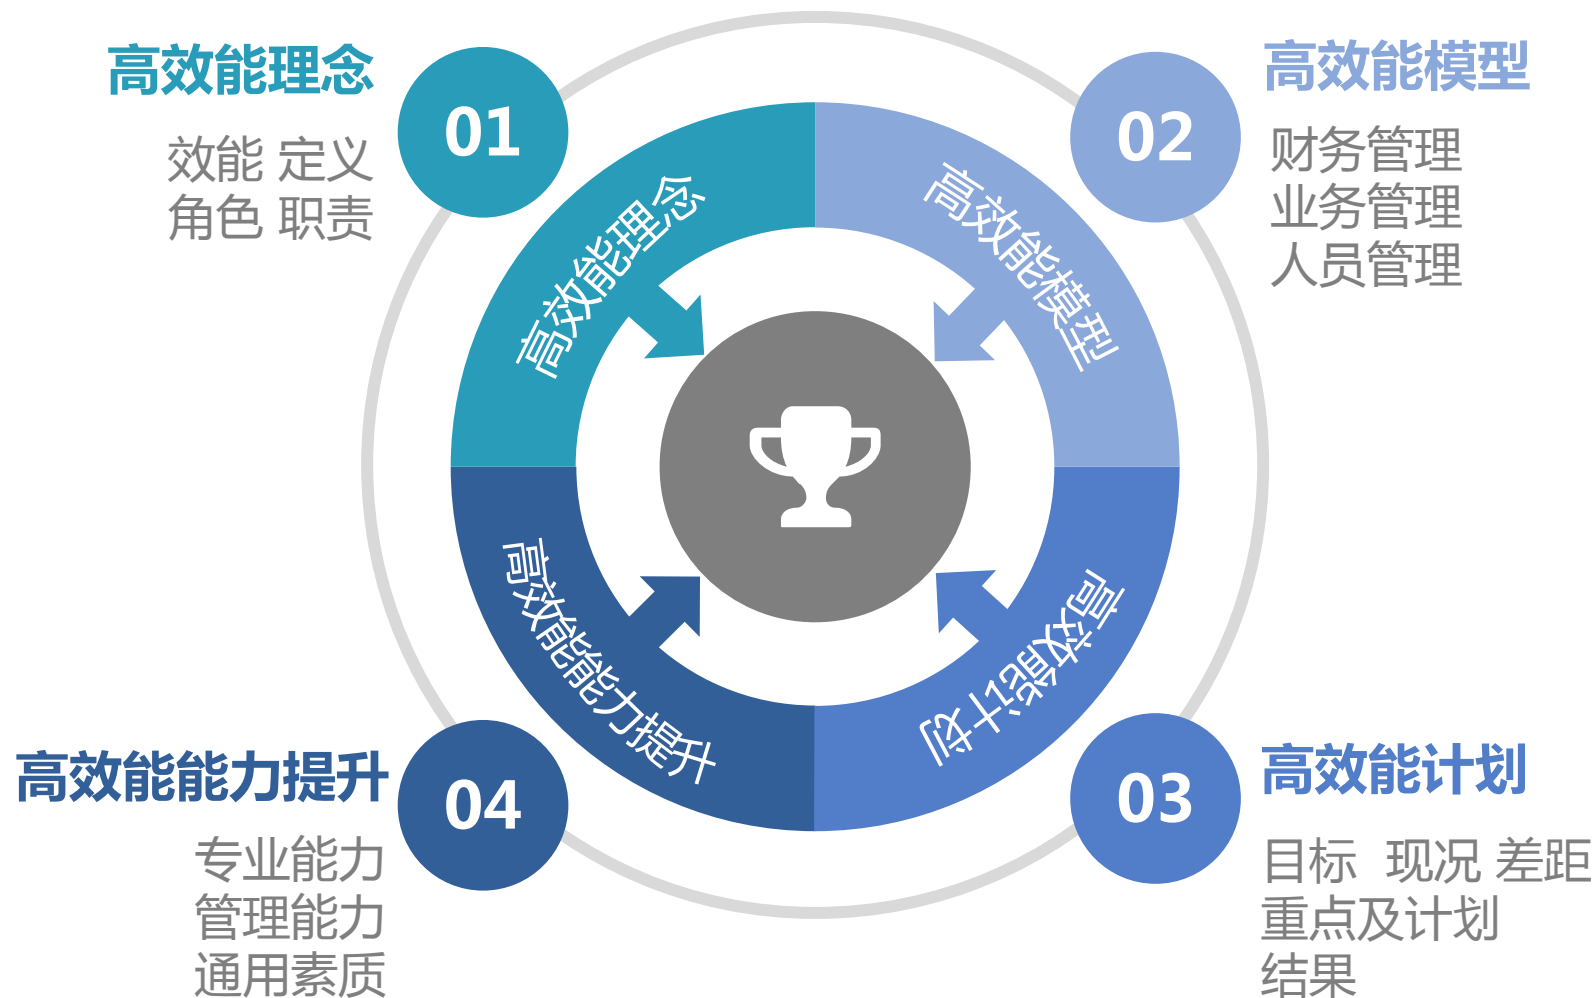 高效能理念
01
效能 定义
角色 职责
02
高效能模型
财务管理
业务管理
人员管理
高效能理念
高效能模型
高效能能力提升
高效能计划
高效能能力提升
04
专业能力
管理能力
通用素质
03
高效能计划
目标 现况 差距
重点及计划
结果